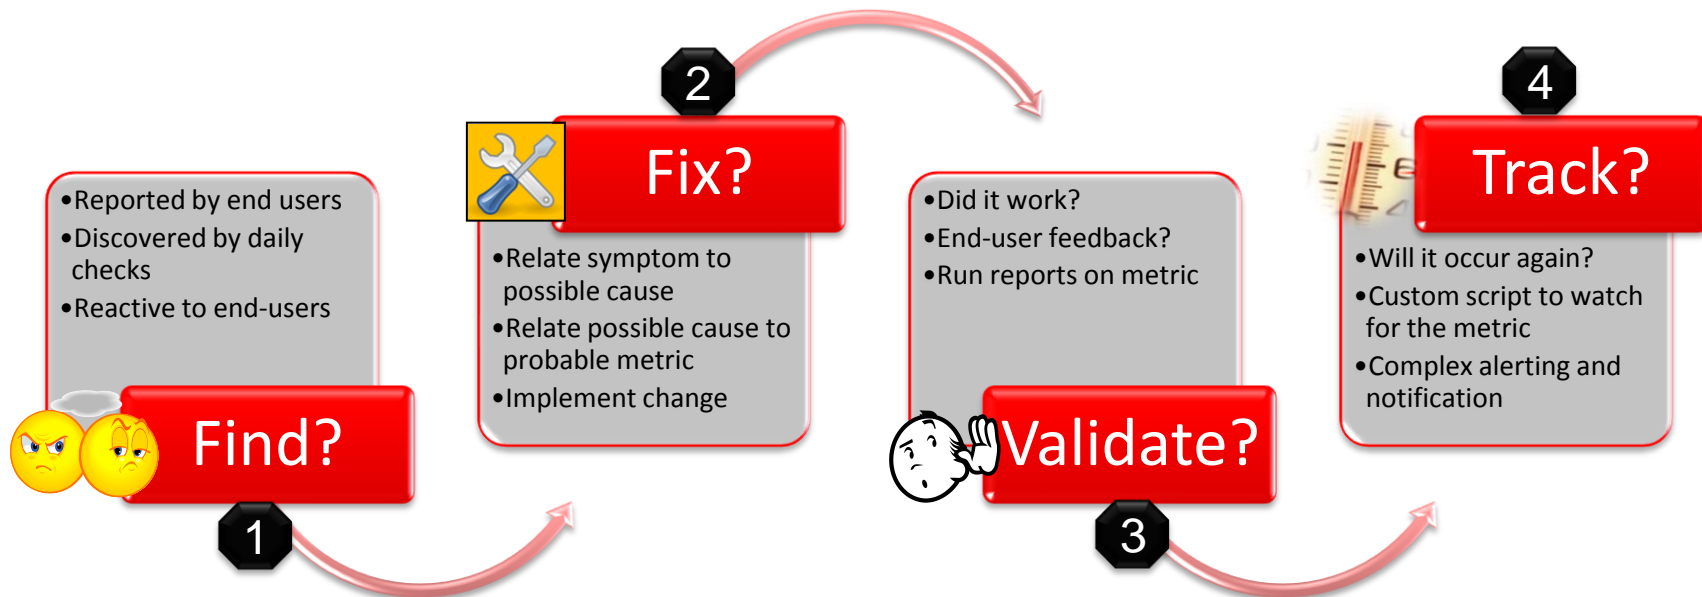 •Reported by end users
•Discovered by daily
checks
•Reactive to end-users
Find?
1
2
Fix?
•Relate symptom to
possible cause
•Relate possible cause to
probable metric
•Implement change
•Did it work?
•End-user feedback?
•Run reports on metric
Validate?
3
4
Track?
•Will it occur again?
•Custom script to watch
for the metric
•Complex alerting and
notification